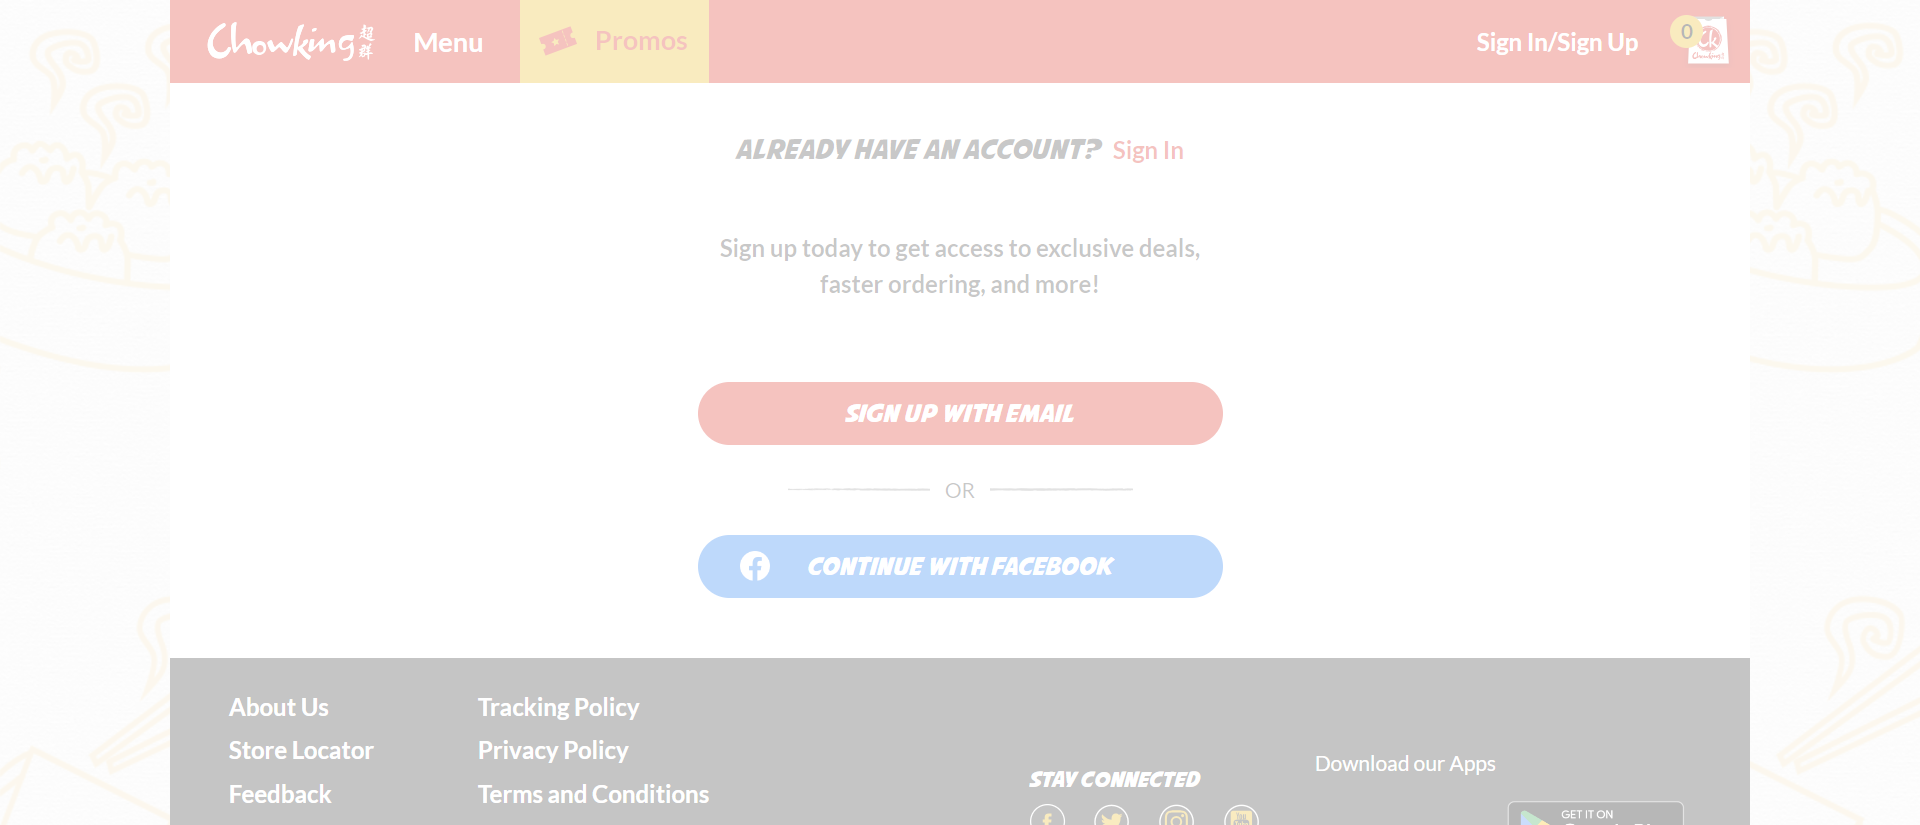 Chowking 超群
Menu
Promos
Sign In/Sign Up
0
Ck
Chowking
ALREADY HAVE AN ACCOUNT? Sign In
Sign up today to get access to exclusive deals,
faster ordering, and more!
SIGN UP WITH EMAIL
OR
CONTINUE WITH FACEBOOK
About Us
Tracking Policy
Store Locator
Privacy Policy
Feedback
Terms and Conditions
STAY CONNECTED
Download our Apps
GET IT ON